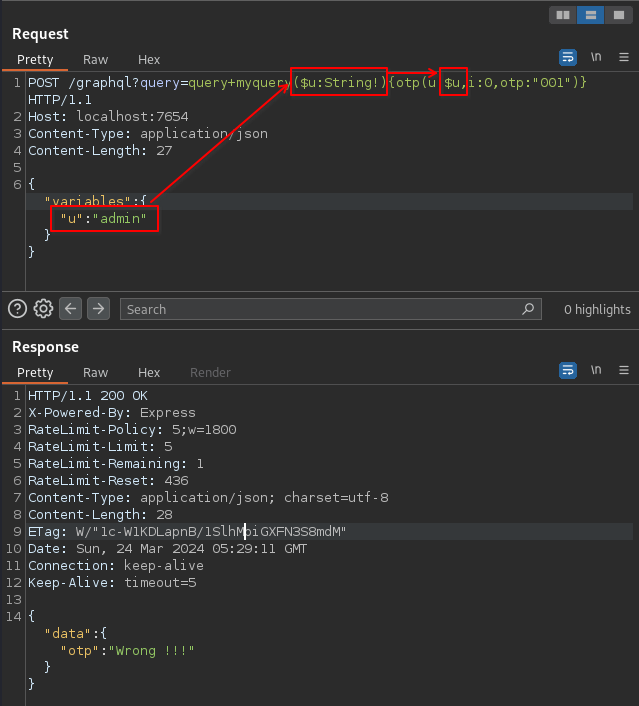 Request
Pretty Raw Hex \n
1 POST /graphql?query=query+myquery($u:String!){otp(u $u,i:0,otp:"001")}
HTTP/1.1
2 Host: localhost:7654
3 Content-Type: application/json
4 Content-Length: 27
5
6 {
"variables":{
"u":"admin"
}
}
Search 0 highlights
Response
Pretty Raw Hex Render \n
1 HTTP/1.1 200 OK
2 X-Powered-By: Express
3 RateLimit-Policy: 5;w=1800
4 RateLimit-Limit: 5
5 RateLimit-Remaining: 1
6 RateLimit-Reset: 436
7 Content-Type: application/json; charset=utf-8
8 Content-Length: 28
9 ETag: W/"1c-W1KDLapnB/1SlhMoiGXFN3S8mdM"
10 Date: Sun, 24 Mar 2024 05:29:11 GMT
11 Connection: keep-alive
12 Keep-Alive: timeout=5
13
14 {
"data":{
"otp":"Wrong !!!"
}
}